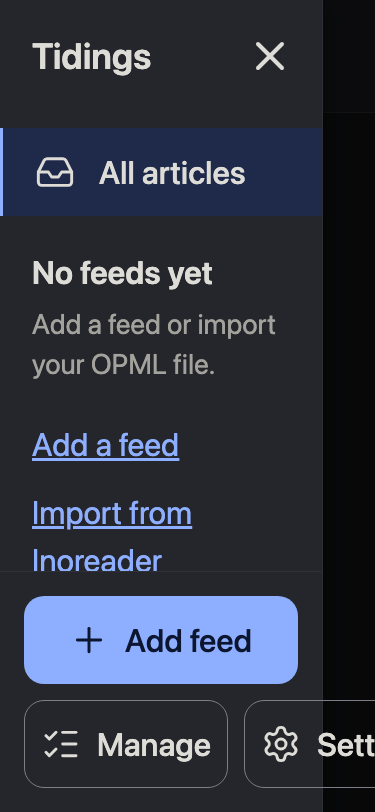 Tidings
All articles
No feeds yet
Add a feed or import
your OPML file.
Add a feed
Import from
Inoreader
Add feed
Manage
Sett